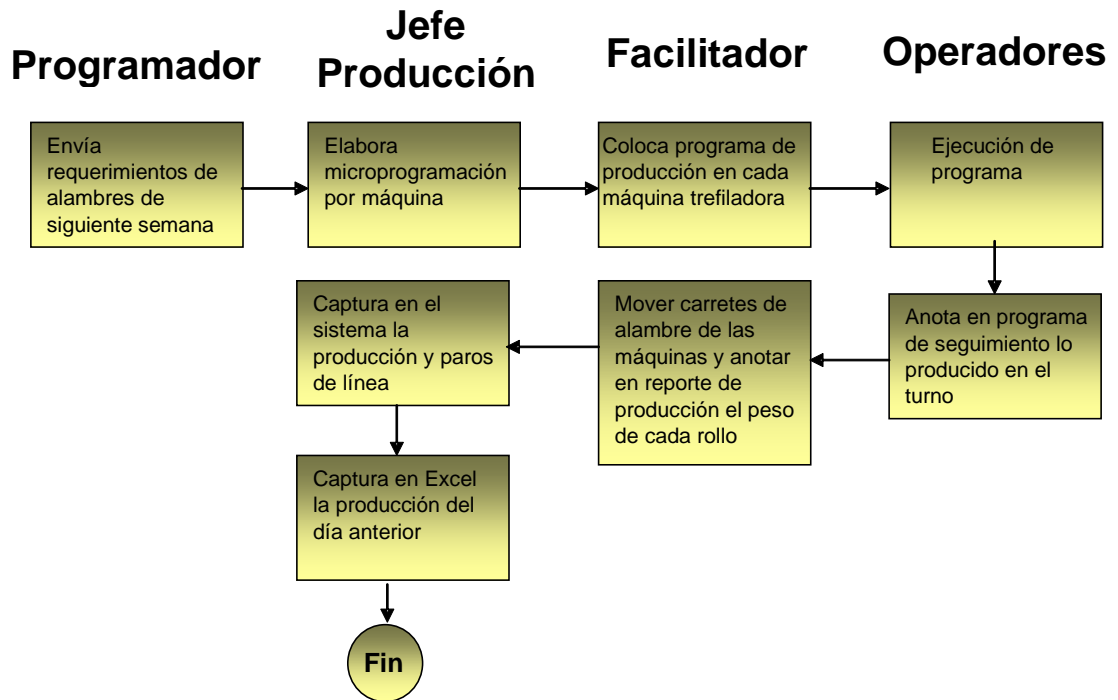 Programador
Jefe
Producción
Facilitador
Operadores
Envía
requerimientos de
alambres de
siguiente semana
Elabora
microprogramación
por máquina
Coloca programa de
producción en cada
máquina trefiladora
Ejecución de
programa
Anota en programa
de seguimiento lo
producido en el
turno
Mover carretes de
alambre de las
máquinas y anotar
en reporte de
producción el peso
de cada rollo
Captura en el
sistema la
producción y paros
de línea
Captura en Excel
la producción del
día anterior
Fin